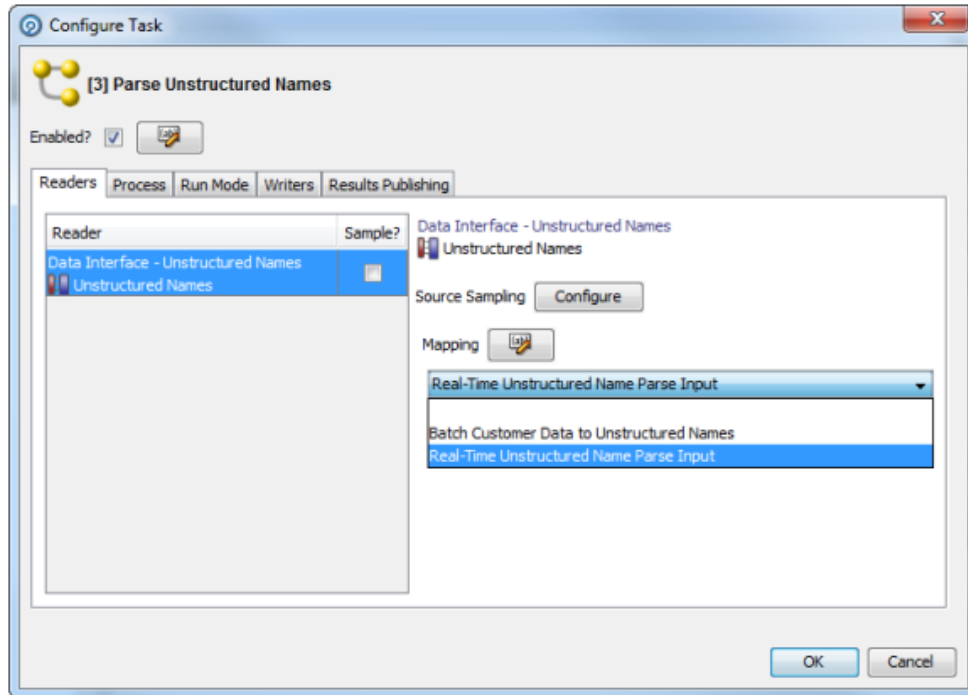 Configure Task
[3] Parse Unstructured Names
Enabled?
Readers Process Run Mode Writers Results Publishing
Reader Sample?
Data Interface - Unstructured Names
Unstructured Names
Data Interface - Unstructured Names
Unstructured Names
Source Sampling Configure
Mapping
Real-Time Unstructured Name Parse Input
Batch Customer Data to Unstructured Names
Real-Time Unstructured Name Parse Input
OK Cancel